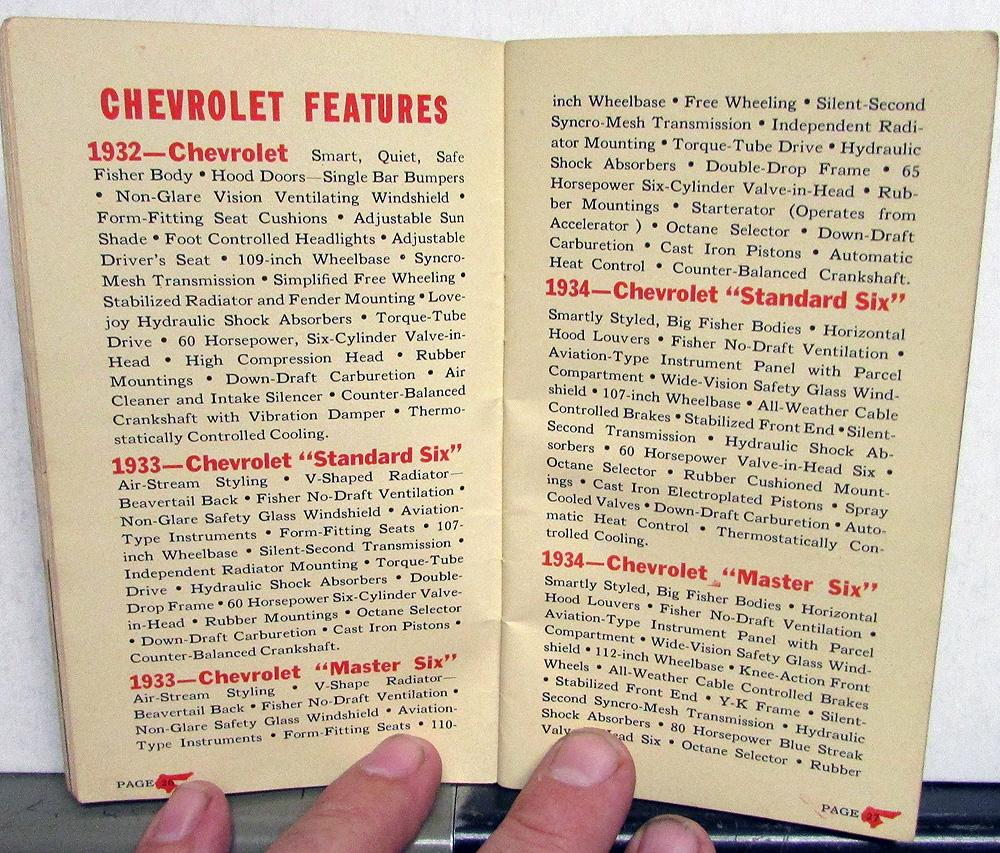 CHEVROLET FEATURES
1932—Chevrolet Smart, Quiet, Safe
Fisher Body • Hood Doors—Single Bar Bumpers
• Non-Glare Vision Ventilating Windshield •
Form-Fitting Seat Cushions • Adjustable Sun
Shade • Foot Controlled Headlights • Adjustable
Driver's Seat • 109-inch Wheelbase • Syncro-
Mesh Transmission • Simplified Free Wheeling •
Stabilized Radiator and Fender Mounting • Love-
joy Hydraulic Shock Absorbers • Torque-Tube
Drive • 60 Horsepower, Six-Cylinder Valve-in-
Head • High Compression Head • Rubber
Mountings • Down-Draft Carburetion • Air
Cleaner and Intake Silencer • Counter-Balanced
Crankshaft with Vibration Damper • Thermo-
statically Controlled Cooling.
1933—Chevrolet “Standard Six”
Air-Stream Styling • V-Shaped Radiator—
Beavertail Back • Fisher No-Draft Ventilation •
Non-Glare Safety Glass Windshield • Aviation-
Type Instruments • Form-Fitting Seats • 107-
inch Wheelbase • Silent-Second Transmission •
Independent Radiator Mounting • Torque-Tube
Drive • Hydraulic Shock Absorbers • Double-
Drop Frame • 60 Horsepower Six-Cylinder Valve-
in-Head • Rubber Mountings • Octane Selector
• Down-Draft Carburetion • Cast Iron Pistons •
Counter-Balanced Crankshaft.
1933—Chevrolet “Master Six”
Air-Stream Styling • V-Shape Radiator—
Beavertail Back • Fisher No-Draft Ventilation •
Non-Glare Safety Glass Windshield • Aviation-
Type Instruments • Form-Fitting Seats • 110-
PAGE 26
inch Wheelbase • Free Wheeling • Silent-Second
Syncro-Mesh Transmission • Independent Radi-
ator Mounting • Torque-Tube Drive • Hydraulic
Shock Absorbers • Double-Drop Frame • 65
Horsepower Six-Cylinder Valve-in-Head • Rub-
ber Mountings • Starterator (Operates from
Accelerator ) • Octane Selector • Down-Draft
Carburetion • Cast Iron Pistons • Automatic
Heat Control • Counter-Balanced Crankshaft.
1934—Chevrolet “Standard Six”
Smartly Styled, Big Fisher Bodies • Horizontal
Hood Louvers • Fisher No-Draft Ventilation •
Aviation-Type Instrument Panel with Parcel
Compartment • Wide-Vision Safety Glass Wind-
shield • 107-inch Wheelbase • All-Weather Cable
Controlled Brakes • Stabilized Front End • Silent-
Second Transmission • Hydraulic Shock Ab-
sorbers • 60 Horsepower Valve-in-Head Six •
Octane Selector • Rubber Cushioned Mount-
ings • Cast Iron Electroplated Pistons • Spray
Cooled Valves • Down-Draft Carburetion • Auto-
matic Heat Control • Thermostatically Con-
trolled Cooling.
1934—Chevrolet “Master Six”
Smartly Styled, Big Fisher Bodies • Horizontal
Hood Louvers • Fisher No-Draft Ventilation •
Aviation-Type Instrument Panel with Parcel
Compartment • Wide-Vision Safety Glass Wind-
shield • 112-inch Wheelbase • Knee-Action Front
Wheels • All-Weather Cable Controlled Brakes
• Stabilized Front End • Y-K Frame • Silent-
Second Syncro-Mesh Transmission • Hydraulic
Shock Absorbers • 80 Horsepower Blue Streak
Six • Octane Selector • Rubber
PAGE 27